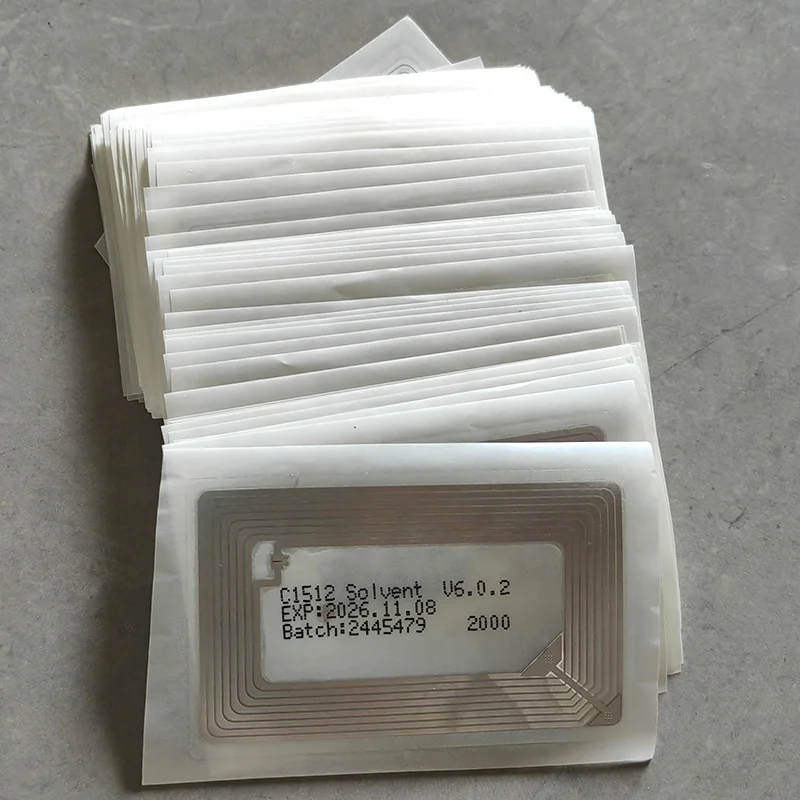 C1512 Solvent V6.0.2
EXP:2026.11.08
Batch:2445479 2000